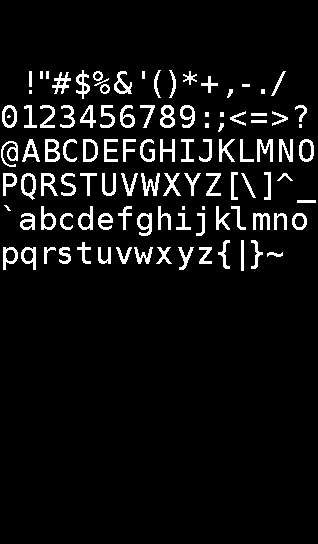 !"#$%&'()*+,-./
0123456789:;<=>?
@ABCDEFGHIJKLMNO
PQRSTUVWXYZ[\]^_
`abcdefghijklmno
pqrstuvwxyz{|}~